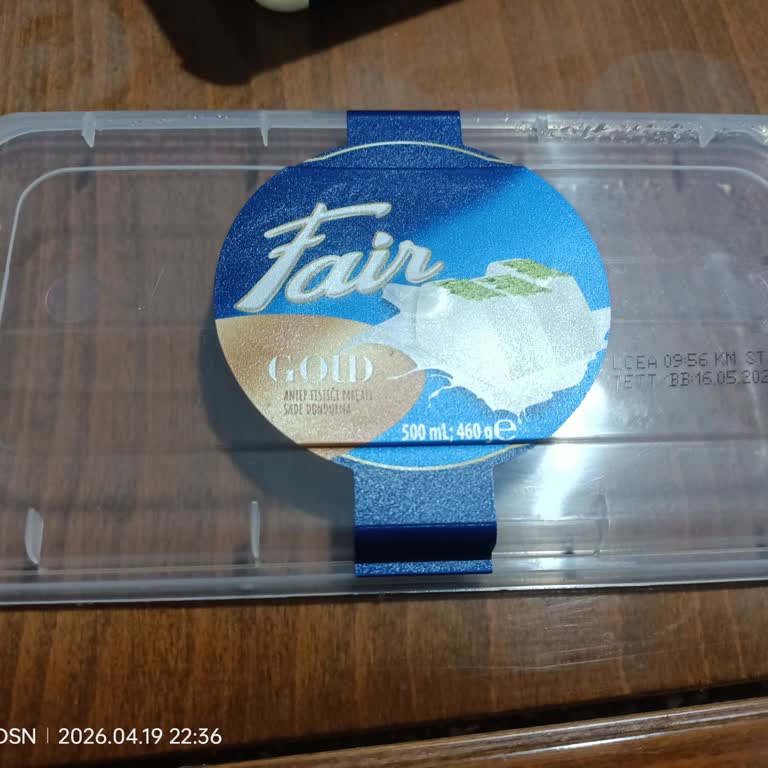 Fair
GOLD
ANTEP FISTIĞI PARÇALI
SADE DONDURMA
500 mL; 460 g e
LCEA 09:56 KM ST
TETT BB:16.05.202
DSN | 2026.04.19 22:36